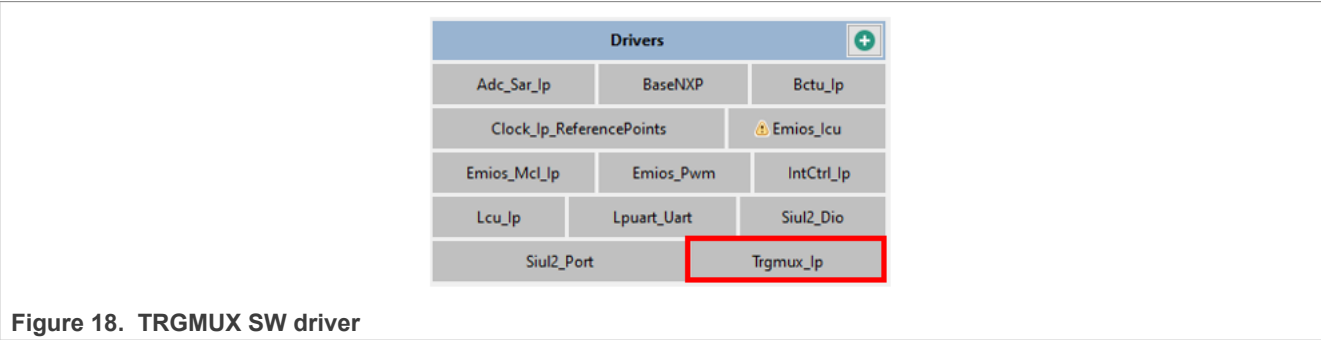 Drivers
Adc_Sar_Ip BaseNXP Bctu_Ip
Clock_Ip_ReferencePoints Emios_Icu
Emios_Mcl_Ip Emios_Pwm IntCtrl_Ip
Lcu_Ip Lpuart_Uart Siul2_Dio
Siul2_Port Trgmux_Ip
Figure 18. TRGMUX SW driver